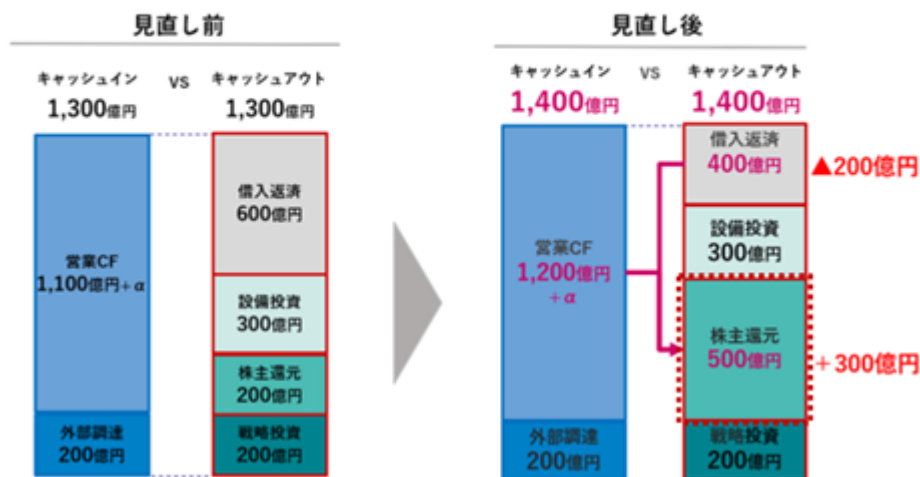 見直し前
キャッシュイン vs キャッシュアウト
1,300億円 1,300億円
営業CF
1,100億円+α
外部調達
200億円
借入返済
600億円
設備投資
300億円
株主還元
200億円
戦略投資
200億円
見直し後
キャッシュイン vs キャッシュアウト
1,400億円 1,400億円
営業CF
1,200億円
+α
外部調達
200億円
借入返済
400億円
▲200億円
設備投資
300億円
株主還元
500億円
+300億円
戦略投資
200億円